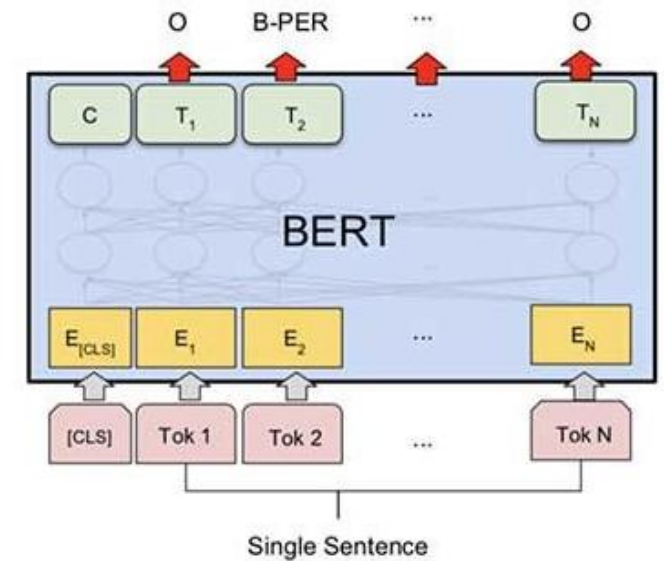 O B-PER ... O
C T1 T2 ... TN
BERT
E[CLS] E1 E2 ... EN
[CLS] Tok 1 Tok 2 ... Tok N
Single Sentence